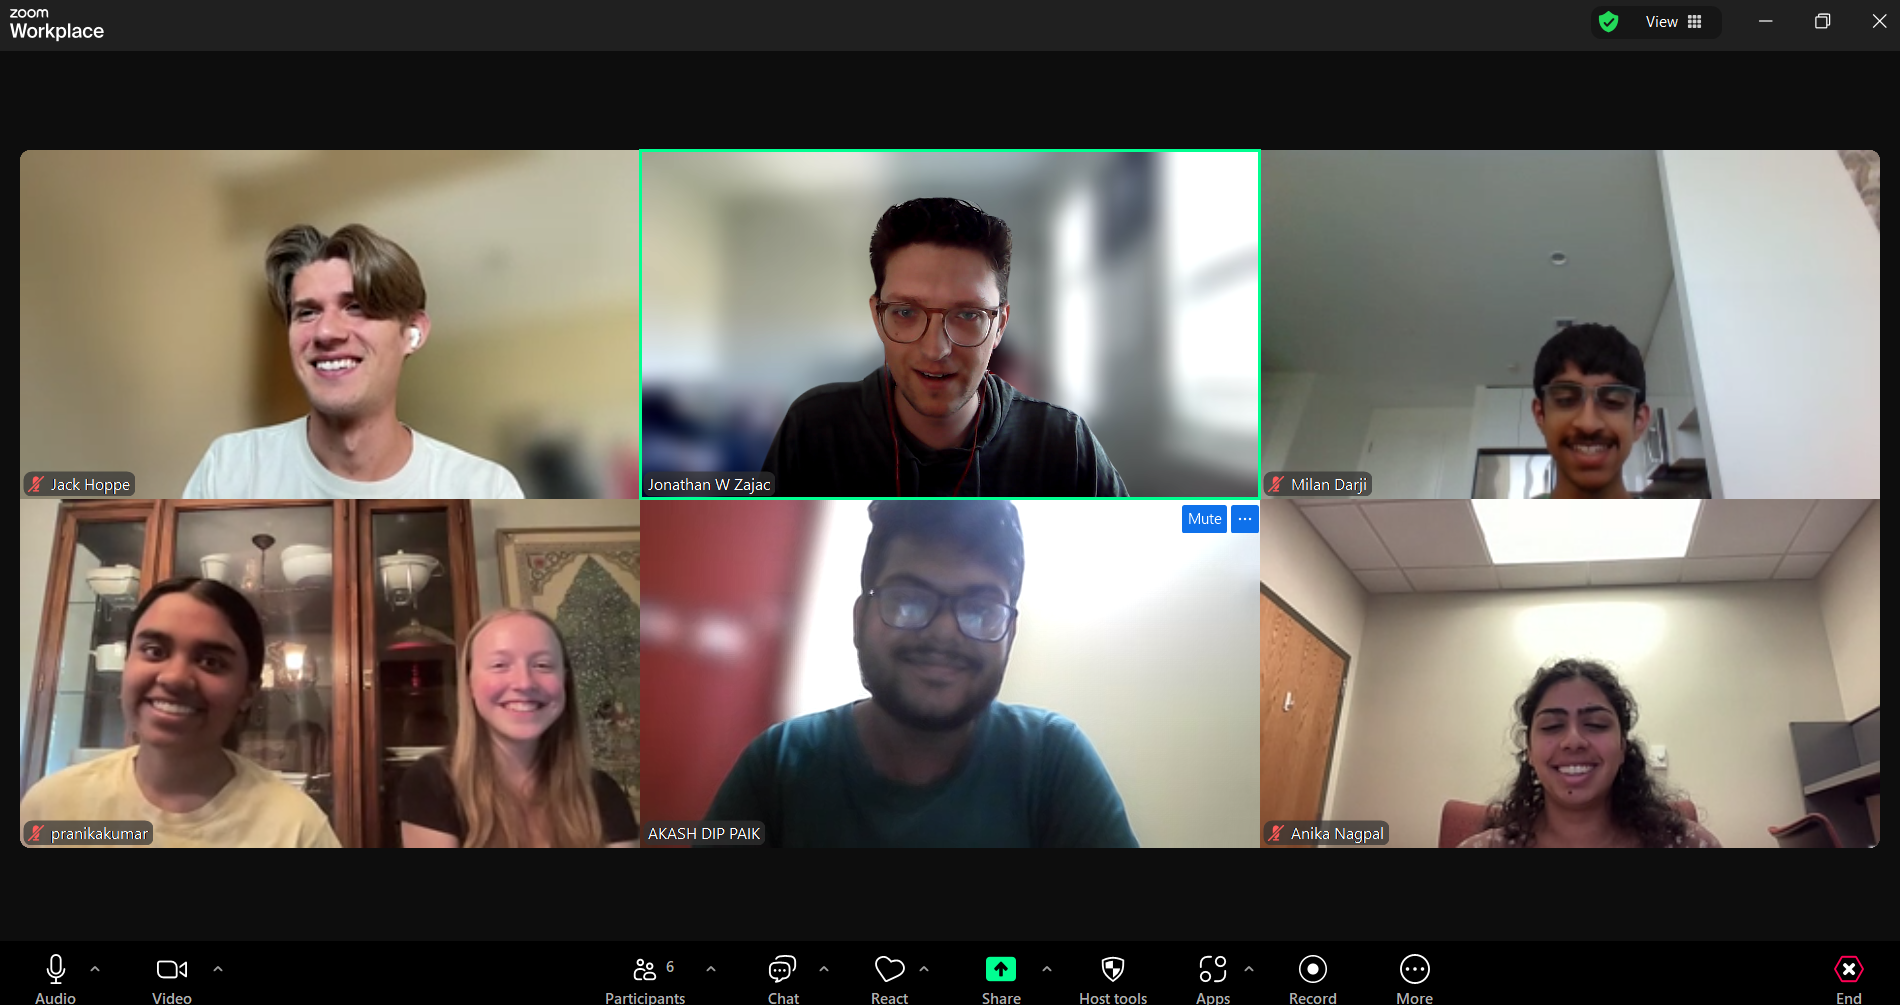 zoom
Workplace
View
Jack Hoppe
Jonathan W Zajac
Milan Darji
Mute
pranikakumar
AKASH DIP PAIK
Anika Nagpal
6
Audio
Video
Participants
Chat
React
Share
Host tools
Apps
Record
More
End